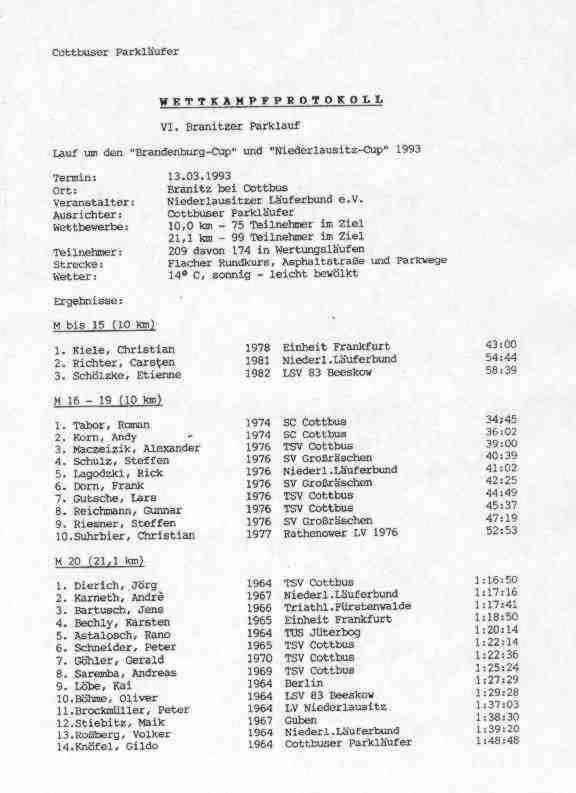 Cottbuser Parkläufer
WETTKAMPFPROTOKOLL
VI. Branitzer Parklauf
Lauf um den "Brandenburg-Cup" und "Niederlausitz-Cup" 1993
Termin: 13.03.1993
Ort: Branitz bei Cottbus
Veranstalter: Niederlausitzer Läuferbund e.V.
Ausrichter: Cottbuser Parkläufer
Wettbewerbe: 10,0 km - 75 Teilnehmer im Ziel
21,1 km - 99 Teilnehmer im Ziel
Teilnehmer: 209 davon 174 in Wertungsläufen
Strecke: Flacher Rundkurs, Asphaltstraße und Parkwege
Wetter: 14° C, sonnig - leicht bewölkt
Ergebnisse:
M bis 15 (10 km)
1. Kiele, Christian 1978 Einheit Frankfurt 43:00
2. Richter, Carsten 1981 Niederl.Läuferbund 54:44
3. Schölzke, Etienne 1982 LSV 83 Beeskow 58:39
M 16 - 19 (10 km)
1. Tabor, Roman 1974 SC Cottbus 34:45
2. Korn, Andy 1974 SC Cottbus 36:02
3. Maczeizik, Alexander 1976 TSV Cottbus 39:00
4. Schulz, Steffen 1976 SV Großräschen 40:39
5. Lagodzki, Rick 1976 Niederl.Läuferbund 41:02
6. Dorn, Frank 1976 SV Großräschen 42:25
7. Gutsche, Lars 1976 TSV Cottbus 44:49
8. Reichmann, Gunnar 1976 TSV Cottbus 45:37
9. Riesner, Steffen 1976 SV Großräschen 47:19
10.Suhrbier, Christian 1977 Rathenower LV 1976 52:53
M 20 (21,1 km)
1. Dierich, Jörg 1964 TSV Cottbus 1:16:50
2. Karneth, Andrè 1967 Niederl.Läuferbund 1:17:16
3. Bartusch, Jens 1966 Triathl.Fürstenwalde 1:17:41
4. Bechly, Karsten 1965 Einheit Frankfurt 1:18:50
5. Astalosch, Rano 1964 TUS Jüterbog 1:20:14
6. Schneider, Peter 1965 TSV Cottbus 1:22:14
7. Göhler, Gerald 1970 TSV Cottbus 1:22:36
8. Saremba, Andreas 1969 TSV Cottbus 1:25:24
9. Löbe, Kai 1964 Berlin 1:27:29
10.Böhme, Oliver 1964 LSV 83 Beeskow 1:29:28
11.Brockmüller, Peter 1964 LV Niederlausitz 1:37:03
12.Stiebitz, Maik 1967 Guben 1:38:30
13.Roßberg, Volker 1964 Niederl.Läuferbund 1:39:20
14.Knöfel, Gildo 1964 Cottbuser Parkläufer 1:48:48